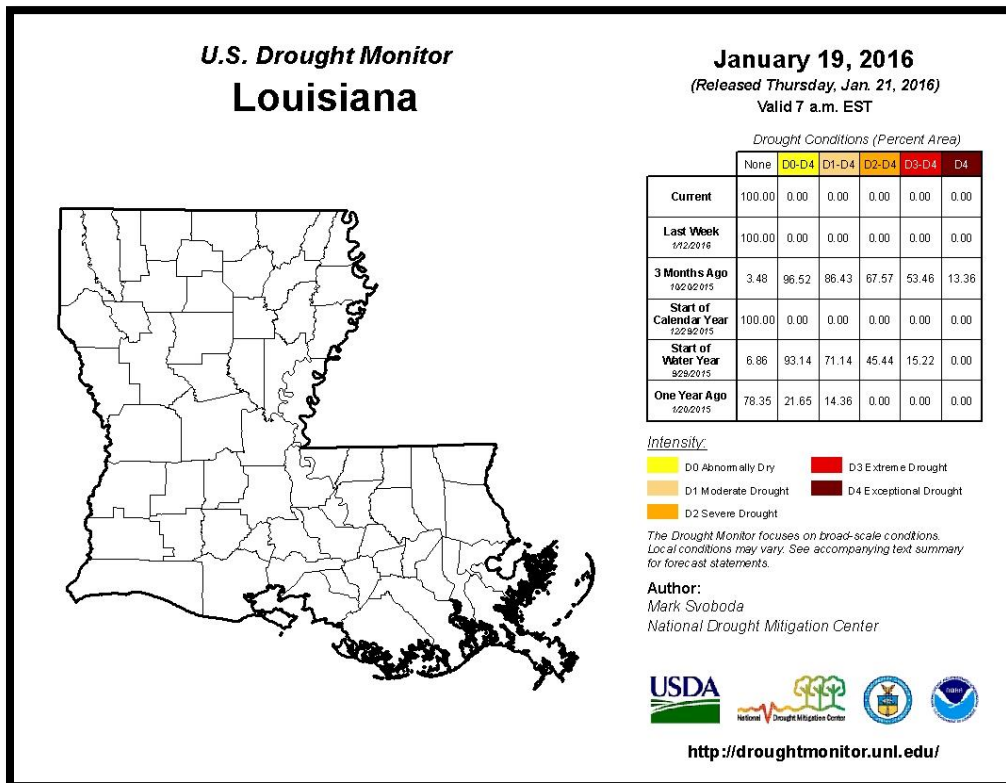 U.S. Drought Monitor
Louisiana
January 19, 2016
(Released Thursday, Jan. 21, 2016)
Valid 7 a.m. EST
Drought Conditions (Percent Area)
None D0-D4 D1-D4 D2-D4 D3-D4 D4
Current 100.00 0.00 0.00 0.00 0.00 0.00
Last Week 1/12/2016 100.00 0.00 0.00 0.00 0.00 0.00
3 Months Ago 10/20/2015 3.48 96.52 86.43 67.57 53.46 13.36
Start of Calendar Year 12/29/2015 100.00 0.00 0.00 0.00 0.00 0.00
Start of Water Year 9/29/2015 6.86 93.14 71.14 45.44 15.22 0.00
One Year Ago 1/20/2015 78.35 21.65 14.36 0.00 0.00 0.00
Intensity:
D0 Abnormally Dry
D1 Moderate Drought
D2 Severe Drought
D3 Extreme Drought
D4 Exceptional Drought
The Drought Monitor focuses on broad-scale conditions.
Local conditions may vary. See accompanying text summary
for forecast statements.
Author:
Mark Svoboda
National Drought Mitigation Center
USDA
National Drought Mitigation Center
http://droughtmonitor.unl.edu/